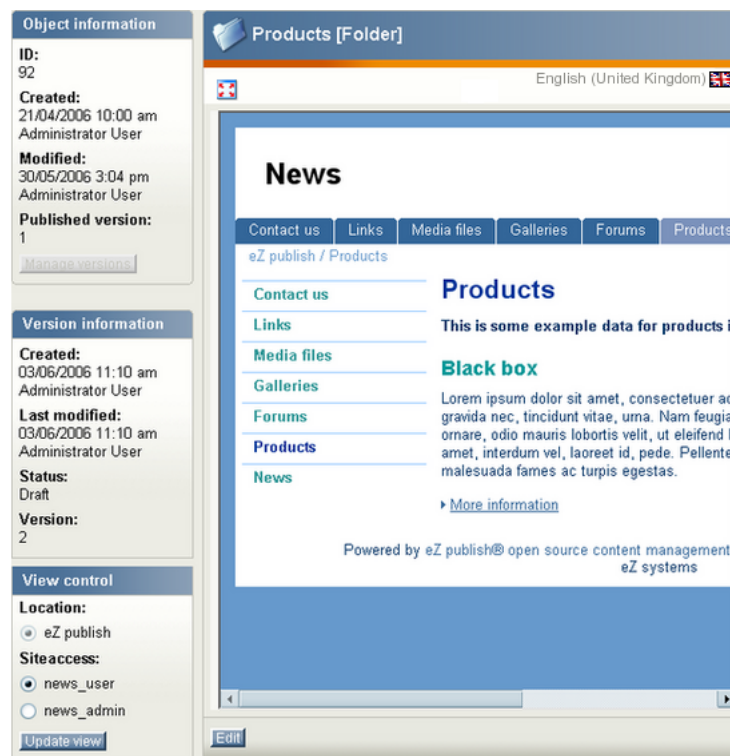 Object information
ID:
92
Created:
21/04/2006 10:00 am
Administrator User
Modified:
30/05/2006 3:04 pm
Administrator User
Published version:
1
Manage versions
Version information
Created:
03/06/2006 11:10 am
Administrator User
Last modified:
03/06/2006 11:10 am
Administrator User
Status:
Draft
Version:
2
View control
Location:
eZ publish
Siteaccess:
news_user
news_admin
Update view
Products [Folder]
English (United Kingdom)
News
Contact us Links Media files Galleries Forums Products
eZ publish / Products
Contact us
Links
Media files
Galleries
Forums
Products
News
Products
This is some example data for products i
Black box
Lorem ipsum dolor sit amet, consectetuer ad
gravida nec, tincidunt vitae, urna. Nam feugia
ornare, odio mauris lobortis velit, ut eleifend
amet, interdum vel, laoreet id, pede. Pellente
malesuada fames ac turpis egestas.
More information
Powered by eZ publish® open source content management
eZ systems
Edit